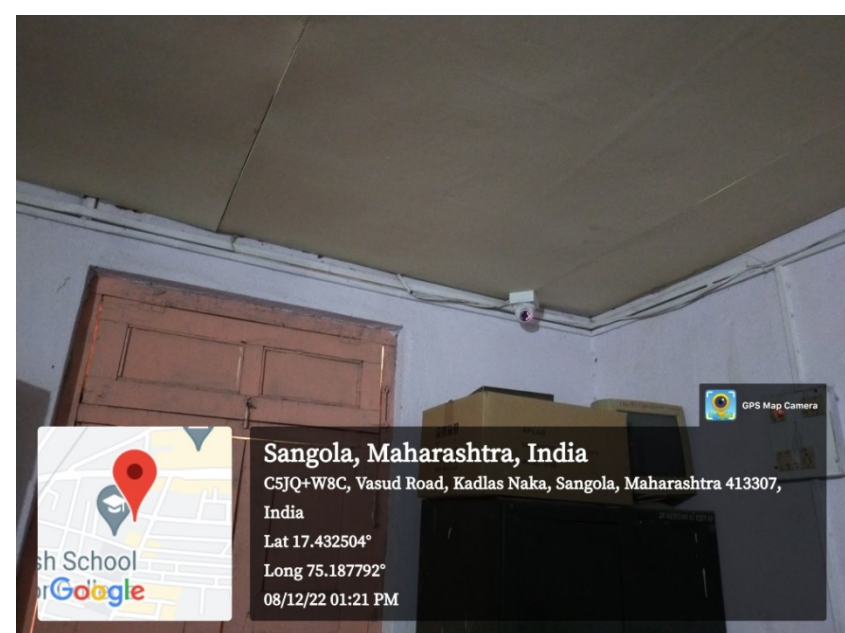 GPS Map Camera
Sangola, Maharashtra, India
C5JQ+W8C, Vasud Road, Kadlas Naka, Sangola, Maharashtra 413307,
India
Lat 17.432504°
Long 75.187792°
08/12/22 01:21 PM
sh School
Google